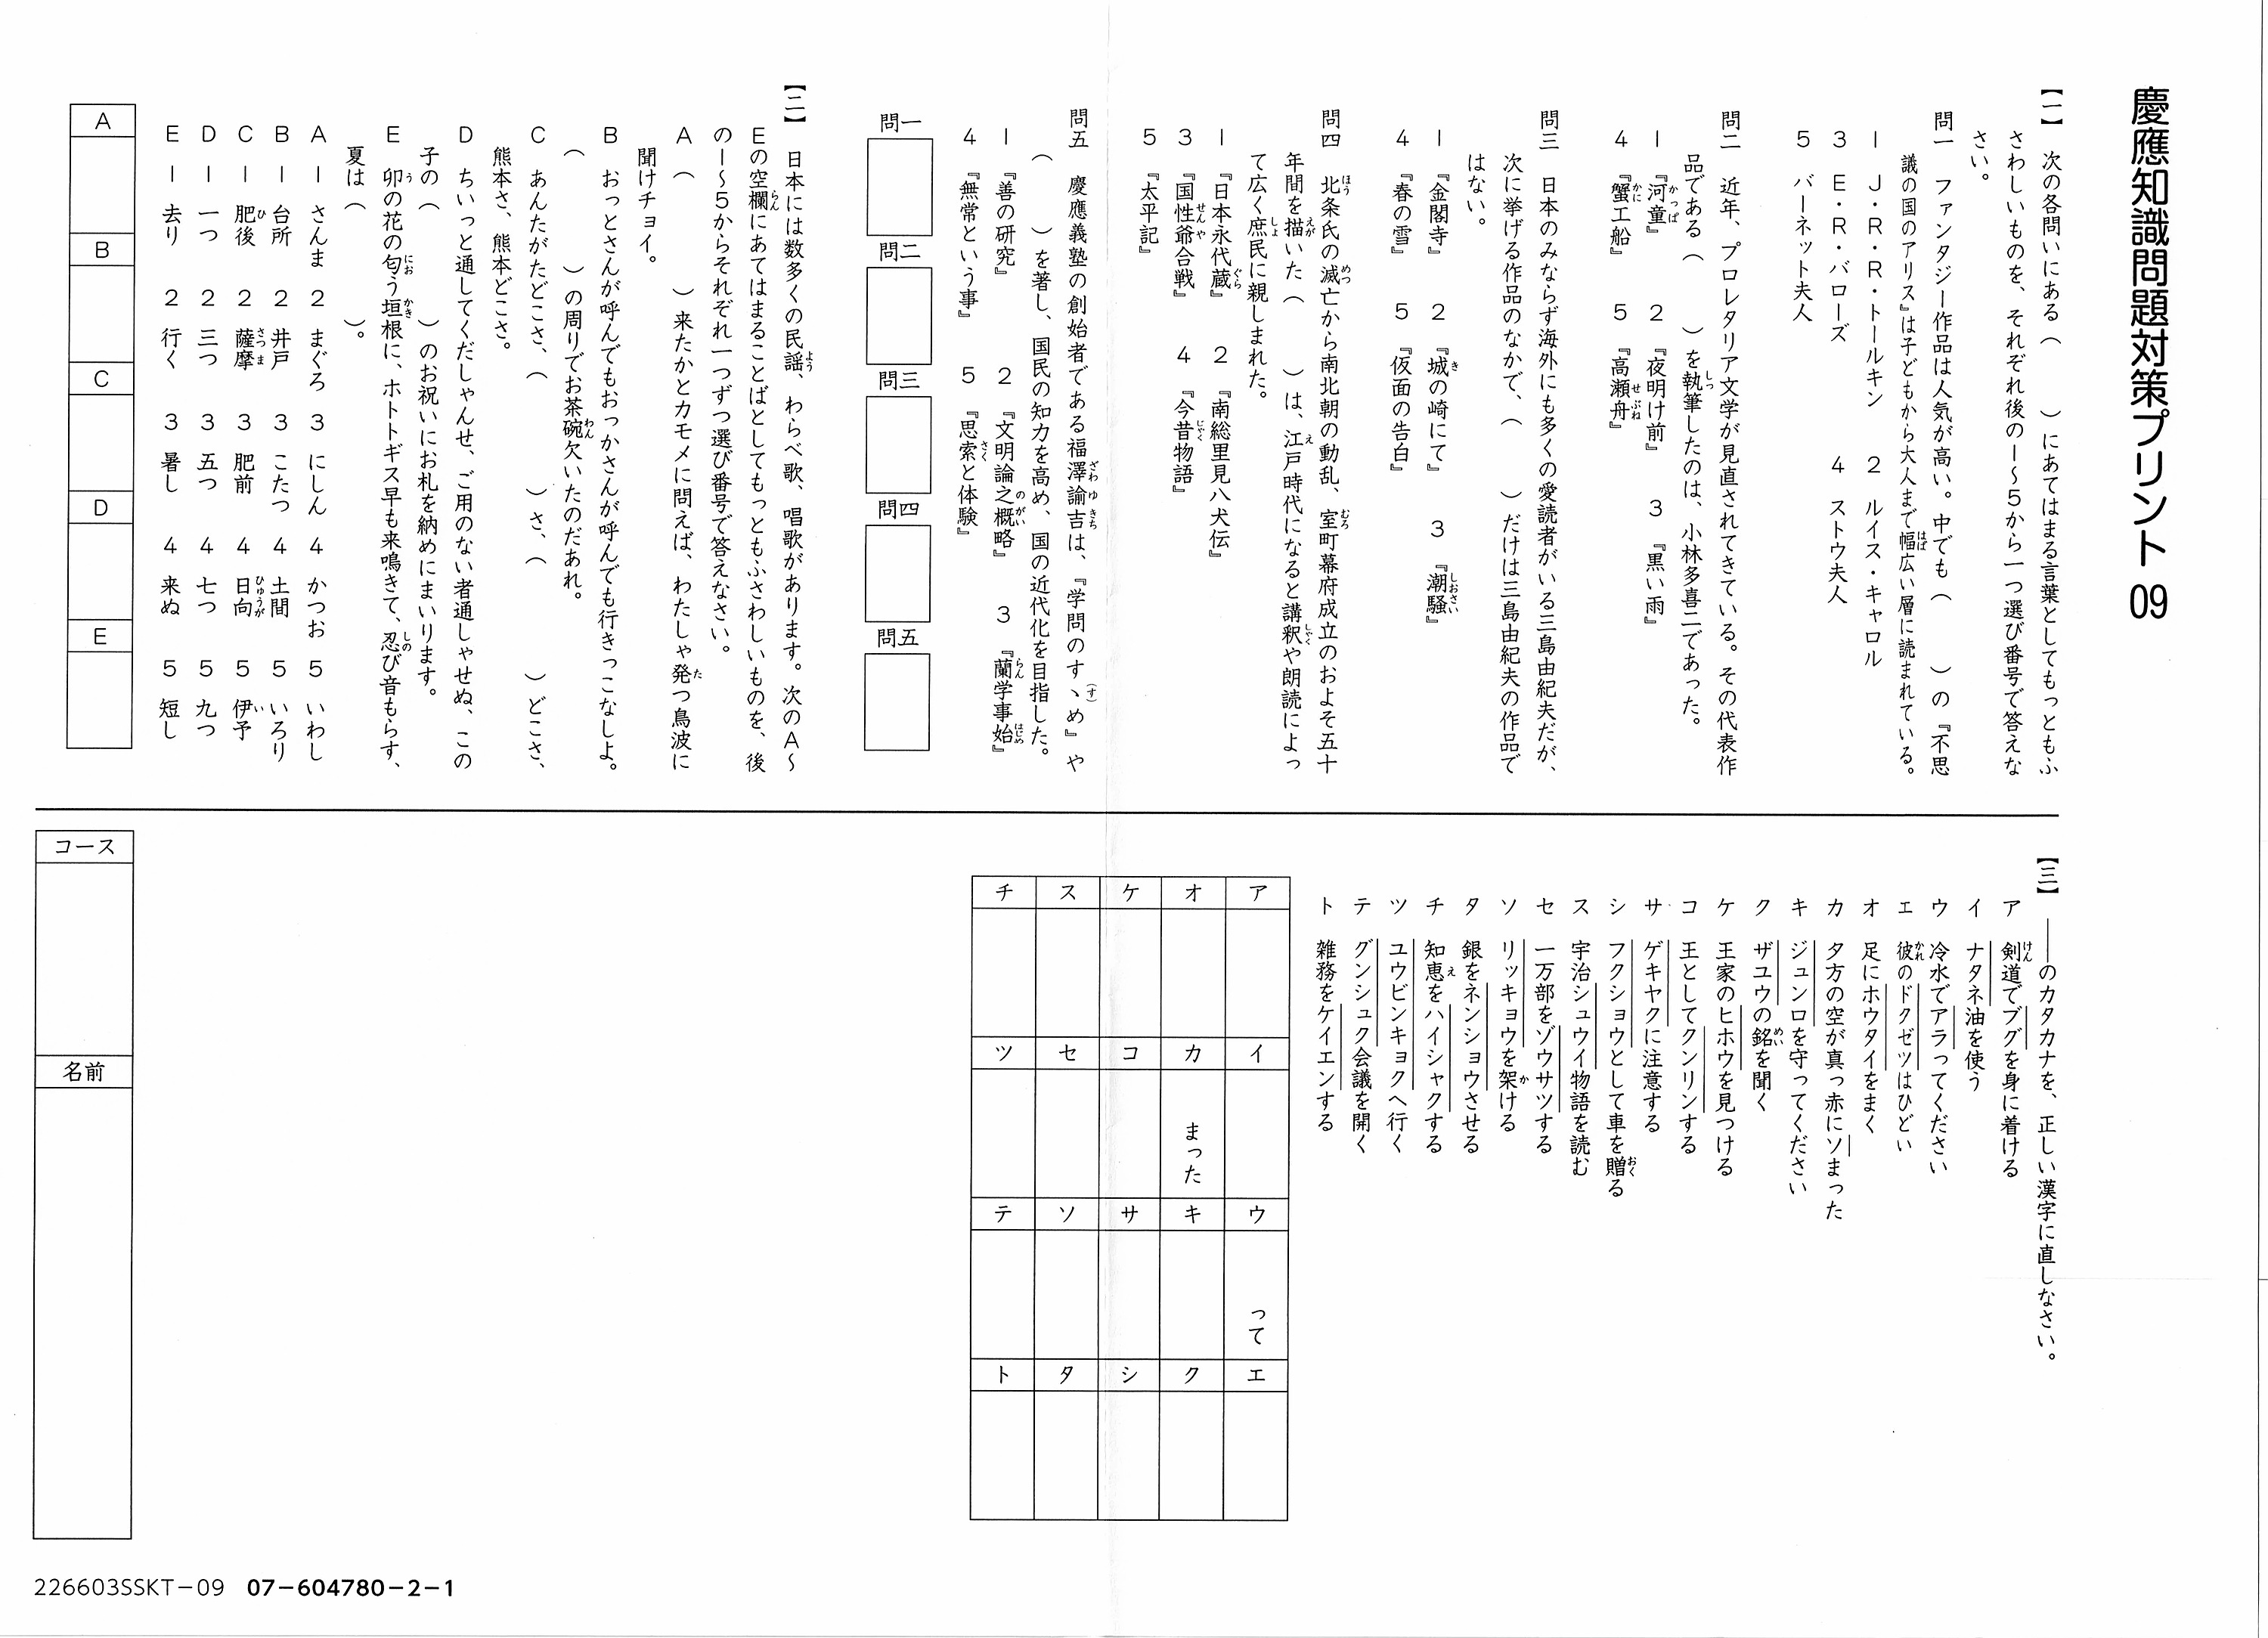 慶應知識問題対策プリント 09
【一】 次の各問いにある（　　）にあてはまる言葉としてもっともふ
さわしいものを、それぞれ後の1〜5から一つ選び番号で答えな
さい。
問一 ファンタジー作品は人気が高い。中でも（　　）の『不思
議の国のアリス』は子どもから大人まで幅広い層に読まれている。
1 J・R・R・トールキン 2 ルイス・キャロル
3 E・R・バローズ 4 ストウ夫人
5 バーネット夫人
問二 近年、プロレタリア文学が見直されてきている。その代表作
品である（　　）を執筆したのは、小林多喜二であった。
1 『河童』 2 『夜明け前』 3 『黒い雨』
4 『蟹工船』 5 『高瀬舟』
問三 日本のみならず海外にも多くの愛読者がいる三島由紀夫だが、
次に挙げる作品のなかで、（　　）だけは三島由紀夫の作品で
はない。
1 『金閣寺』 2 『城の崎にて』 3 『潮騒』
4 『春の雪』 5 『仮面の告白』
問四 北条氏の滅亡から南北朝の動乱、室町幕府成立のおよそ五十
年間を描いた（　　）は、江戸時代になると講釈や朗読によっ
て広く庶民に親しまれた。
1 『日本永代蔵』 2 『南総里見八犬伝』
3 『国性爺合戦』 4 『今昔物語』
5 『太平記』
問五 慶應義塾の創始者である福澤諭吉は、『学問のすゝめ』や
（　　）を著し、国民の知力を高め、国の近代化を目指した。
1 『善の研究』 2 『文明論之概略』 3 『蘭学事始』
4 『無常という事』 5 『思索と体験』
問一 問二 問三 問四 問五
【二】 日本には数多くの民謡、わらべ歌、唱歌があります。次のA〜
Eの空欄にあてはまることばとしてもっともふさわしいものを、後
の1〜5からそれぞれ一つずつ選び番号で答えなさい。
A （　　）来たかとカモメに問えば、わたしゃ発つ鳥波に
聞けチョイ。
B おっとさんが呼んでもおっかさんが呼んでも行きっこなしよ。
（　　）の周りでお茶碗欠いたのだあれ。
C あんたがたどこさ、（　　）さ、（　　）どこさ、
熊本さ、熊本どこさ。
D ちいっと通してくだしゃんせ、ご用のない者通しゃせぬ、この
子の（　　）のお祝いにお札を納めにまいります。
E 卯の花の匂う垣根に、ホトトギス早も来鳴きて、忍び音もらす、
夏は（　　）。
A 1 さんま 2 まぐろ 3 にしん 4 かつお 5 いわし
B 1 台所 2 井戸 3 こたつ 4 土間 5 いろり
C 1 肥後 2 薩摩 3 肥前 4 日向 5 伊予
D 1 一つ 2 三つ 3 五つ 4 七つ 5 九つ
E 1 去り 2 行く 3 暑し 4 来ぬ 5 短し
A B C D E
【三】 ――のカタカナを、正しい漢字に直しなさい。
ア 剣道でブグを身に着ける
イ ナタネ油を使う
ウ 冷水でアラってください
エ 彼のドクゼツはひどい
オ 足にホウタイをまく
カ 夕方の空が真っ赤にソまった
キ ジュンロを守ってください
ク ザユウの銘を聞く
ケ 王家のヒホウを見つける
コ 王としてクンリンする
サ ゲキヤクに注意する
シ フクショウとして車を贈る
ス 宇治シュウイ物語を読む
セ 一万部をゾウサツする
ソ リッキョウを架ける
タ 銀をネンショウさせる
チ 知恵をハイシャクする
ツ ユウビンキョクへ行く
テ グンシュク会議を開く
ト 雑務をケイエンする
ア イ ウ って エ
オ カ まった キ ク
ケ コ サ シ
ス セ ソ タ
チ ツ テ ト
コース
名前
226603SSKT－09 07－604780－2－1